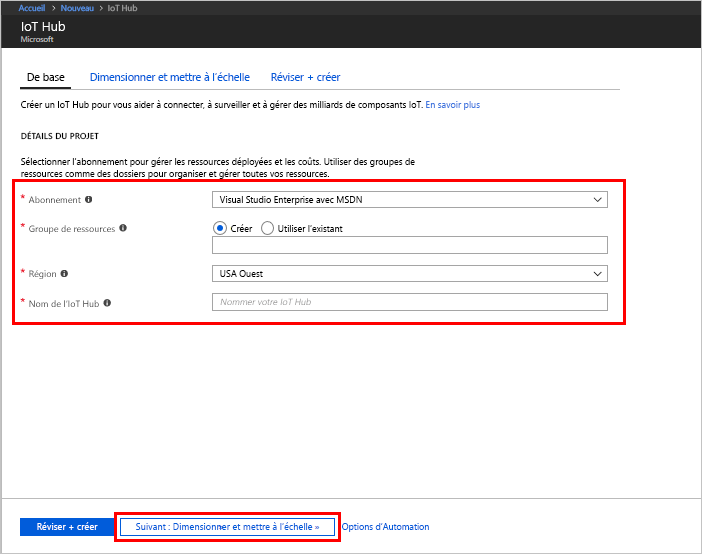 Accueil > Nouveau > IoT Hub
IoT Hub
Microsoft
De base Dimensionner et mettre à l'échelle Réviser + créer
Créer un IoT Hub pour vous aider à connecter, à surveiller et à gérer des milliards de composants IoT. En savoir plus
DÉTAILS DU PROJET
Sélectionner l'abonnement pour gérer les ressources déployées et les coûts. Utiliser des groupes de
ressources comme des dossiers pour organiser et gérer toutes vos ressources.
* Abonnement Visual Studio Enterprise avec MSDN
* Groupe de ressources Créer Utiliser l'existant
* Région USA Ouest
* Nom de l'IoT Hub Nommer votre IoT Hub
Réviser + créer Suivant : Dimensionner et mettre à l'échelle » Options d'Automation